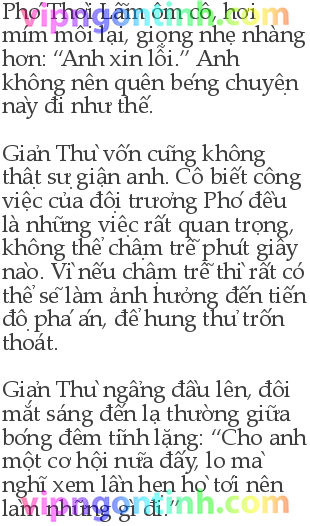 Phó Thời Lẫm ôm cô, hơi
mím môi lại, giọng nhẹ nhàng
hơn: “Anh xin lỗi.” Anh
không nên quên béng chuyện
này đi như thế.
Giản Thư vốn cũng không
thật sự giận anh. Cô biết công
việc của đội trưởng Phó đều
là những việc rất quan trọng,
không thể chậm trễ phút giây
nào. Vì nếu chậm trễ thì rất có
thể sẽ làm ảnh hưởng đến tiến
độ phá án, để hung thủ trốn
thoát.
Giản Thư ngẩng đầu lên, đôi
mắt sáng đến lạ thường giữa
bóng đêm tĩnh lặng: “Cho anh
một cơ hội nữa đấy, lo mà
nghĩ xem lần hẹn hò tới nên
làm những gì đi.”
vipngontinh.com
vipngontinh.com